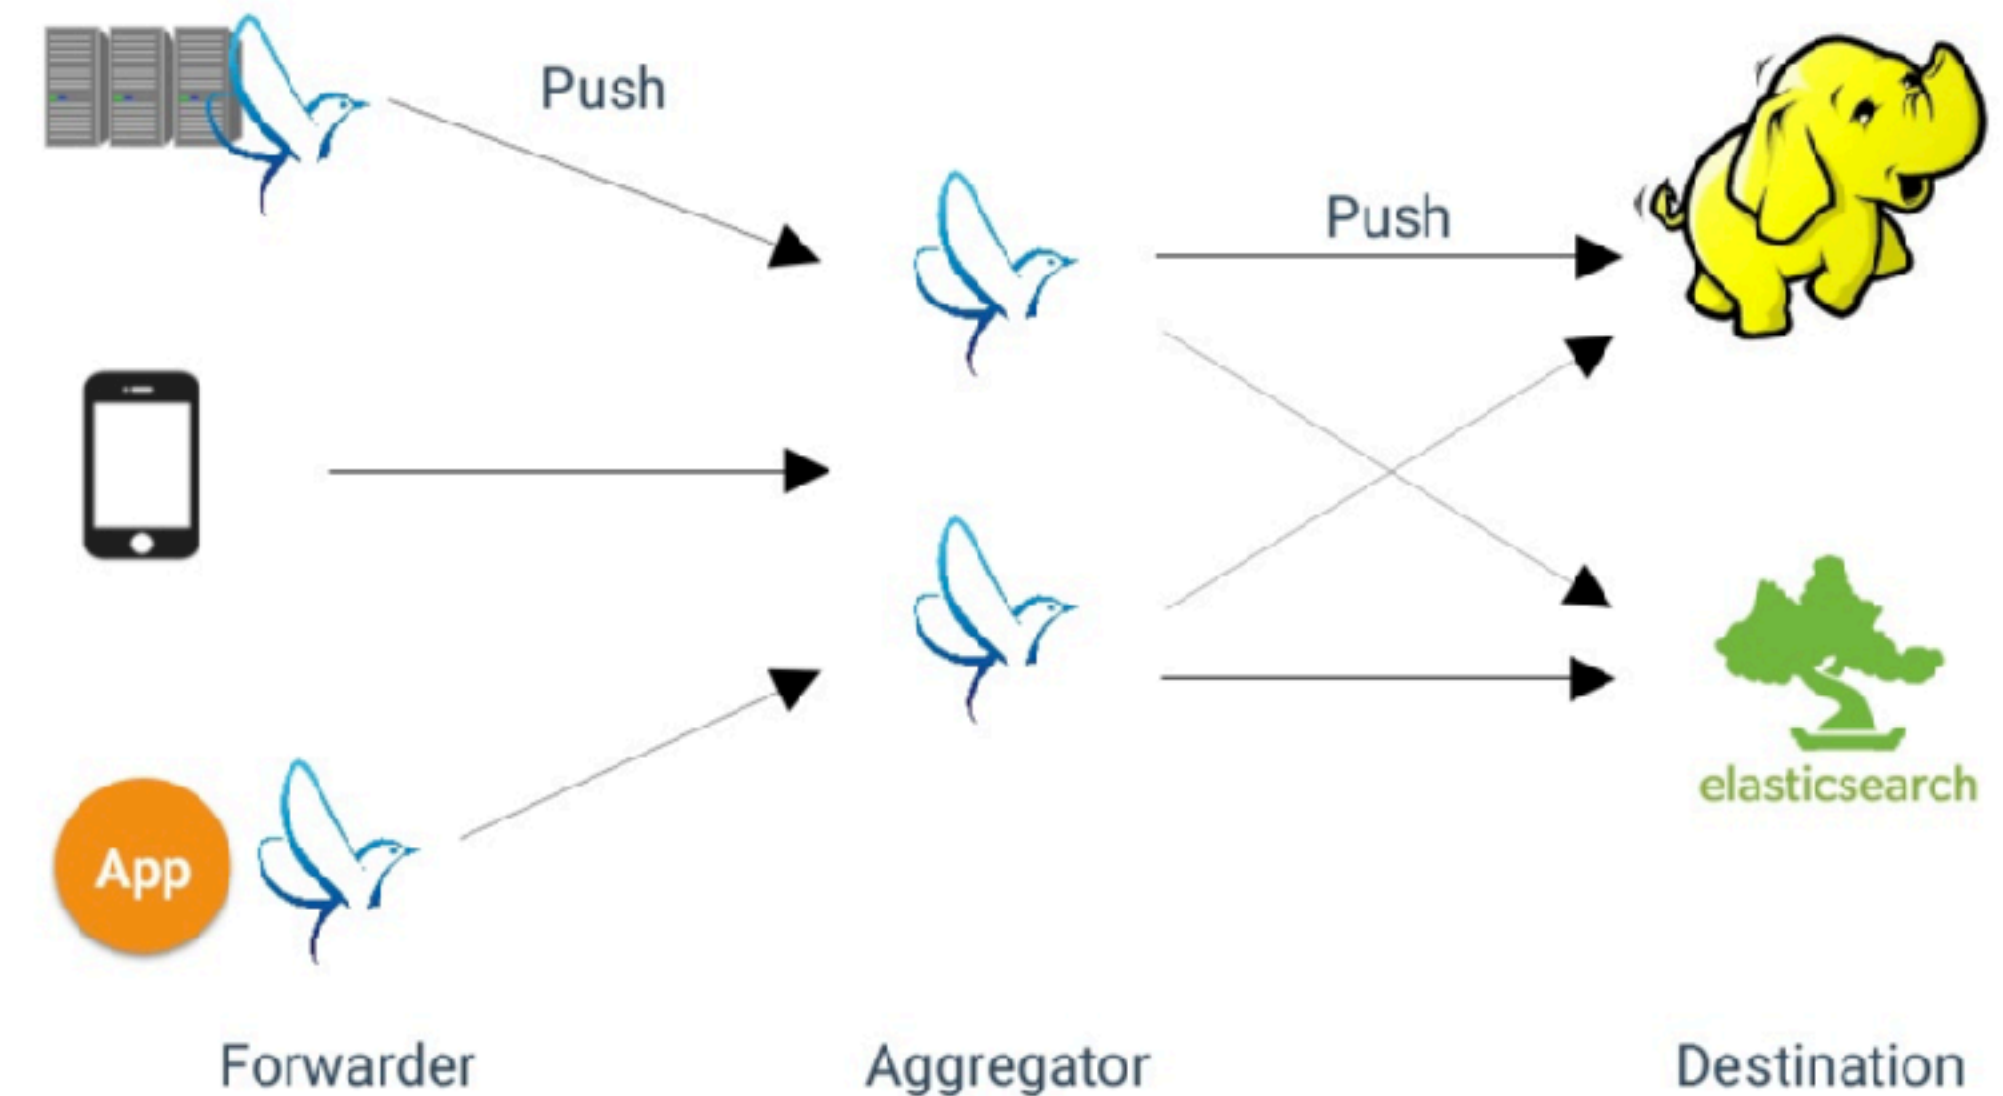 Push
Push
App
elasticsearch
Forwarder
Aggregator
Destination